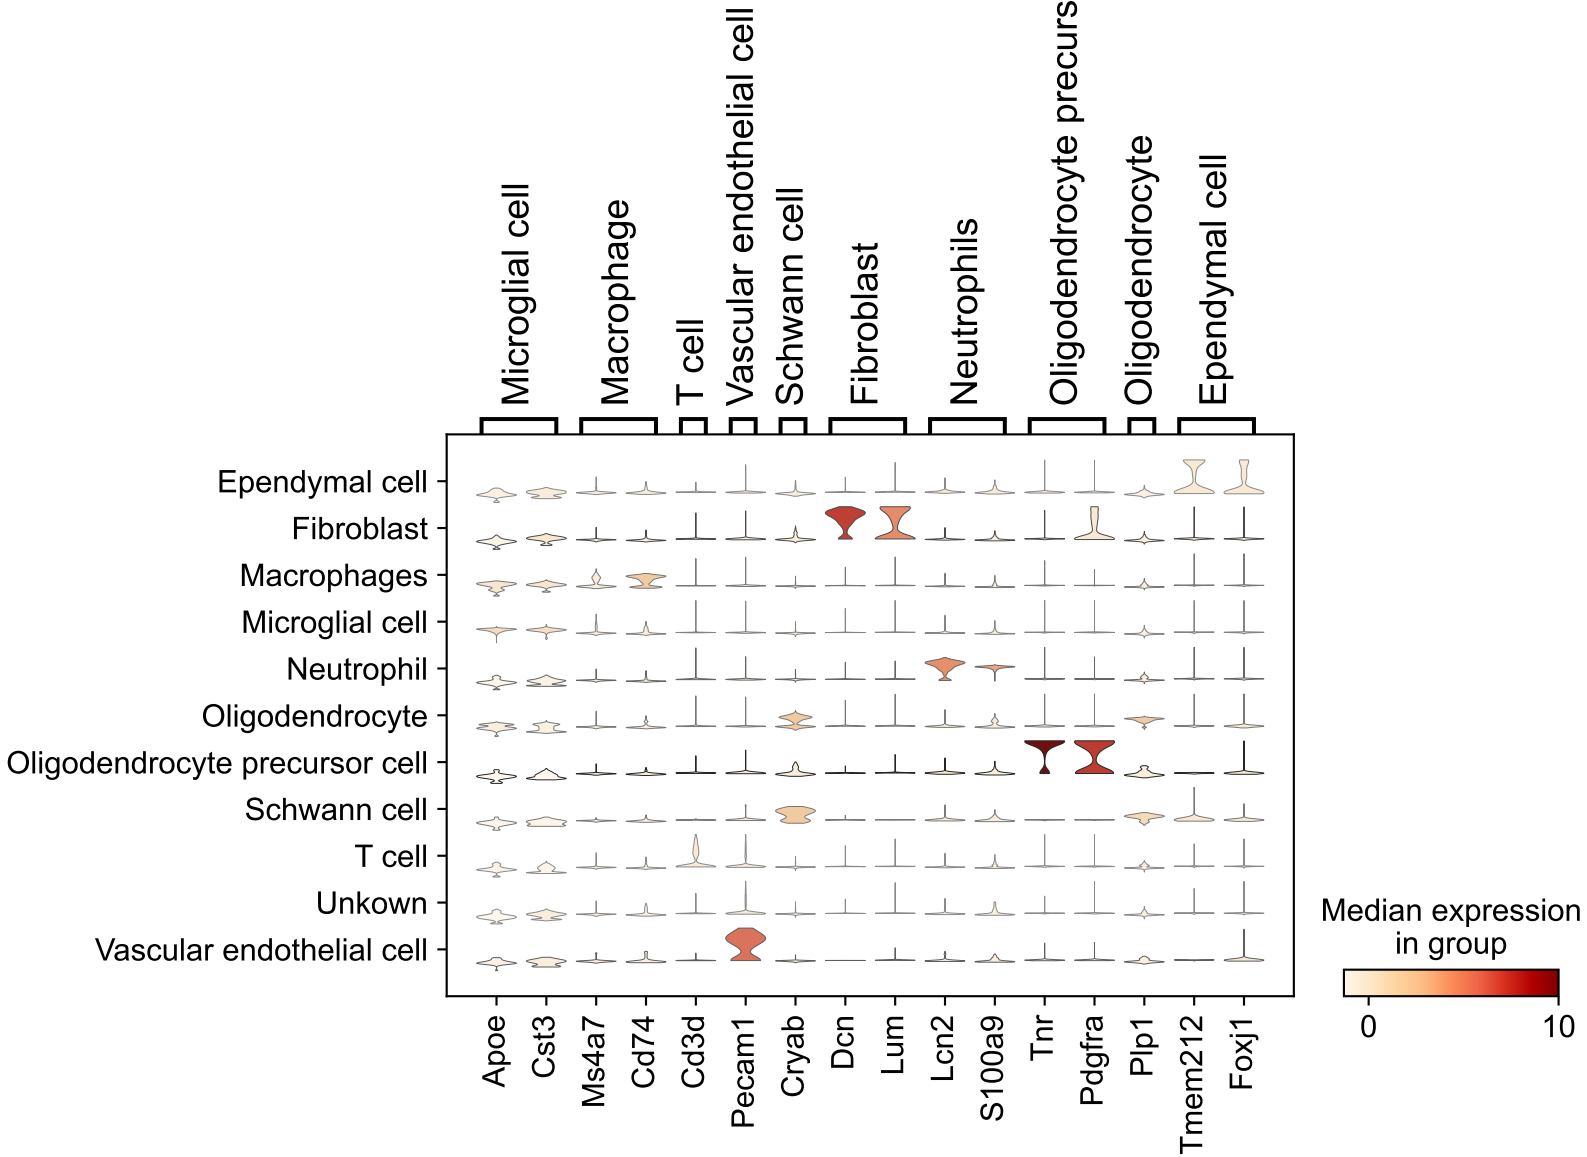 Microglial cell
Macrophage
T cell
Vascular endothelial cell
Schwann cell
Fibroblast
Neutrophils
Oligodendrocyte precurs
Oligodendrocyte
Ependymal cell
Ependymal cell
Fibroblast
Macrophages
Microglial cell
Neutrophil
Oligodendrocyte
Oligodendrocyte precursor cell
Schwann cell
T cell
Unkown
Vascular endothelial cell
Median expression
in group
0 10
Apoe
Cst3
Ms4a7
Cd74
Cd3d
Pecam1
Cryab
Dcn
Lum
Lcn2
S100a9
Tnr
Pdgfra
Plp1
Tmem212
Foxj1